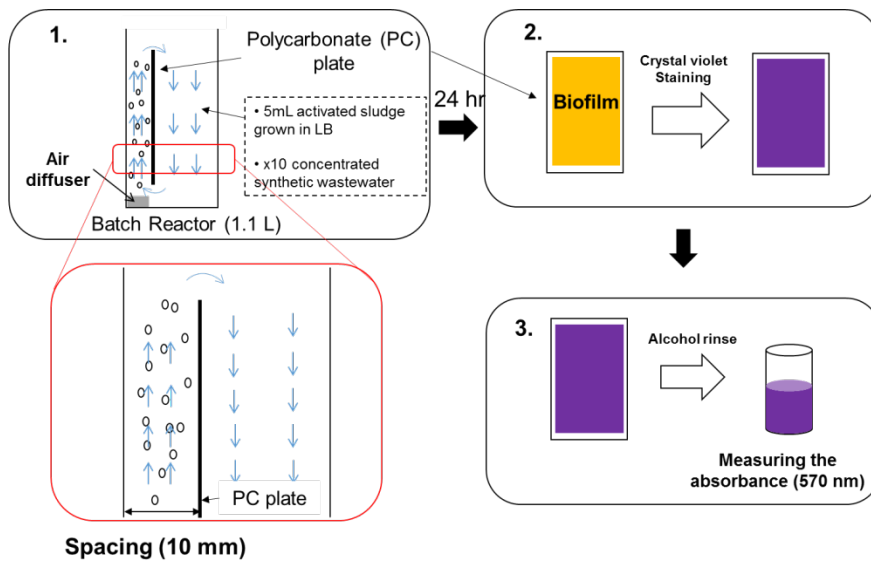 1.
Polycarbonate (PC)
plate
• 5mL activated sludge
grown in LB
• x10 concentrated
synthetic wastewater
Air
diffuser
Batch Reactor (1.1 L)
24 hr
2.
Biofilm
Crystal violet
Staining
PC plate
Spacing (10 mm)
3.
Alcohol rinse
Measuring the
absorbance (570 nm)